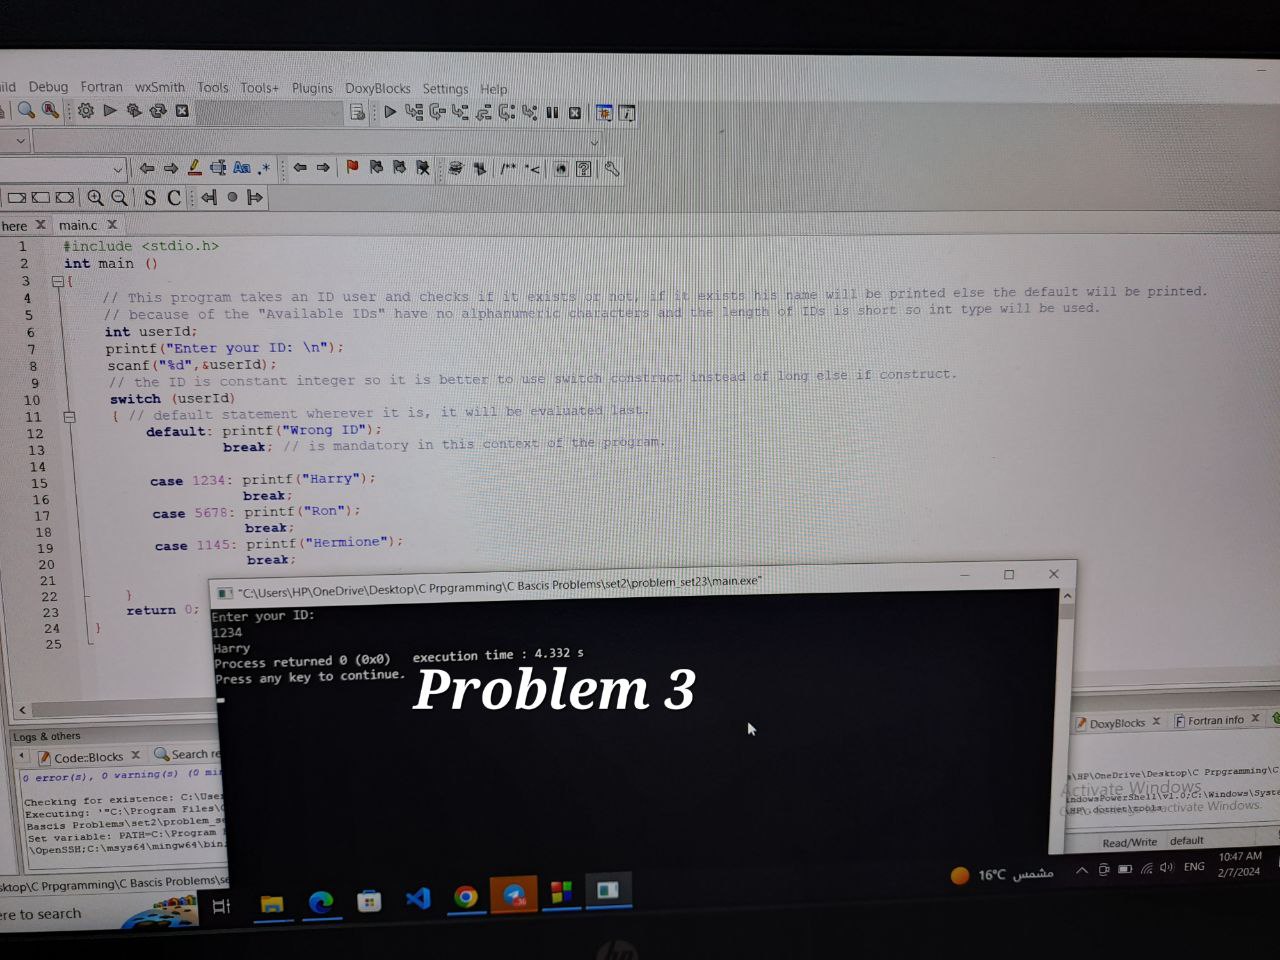 ild Debug Fortran wxSmith Tools Tools+ Plugins DoxyBlocks Settings Help
S C
here X main.c X
1 #include <stdio.h>
2 int main ()
3 {
4 // This program takes an ID user and checks if it exists or not, if it exists his name will be printed else the default will be printed.
5 // because of the "Available IDs" have no alphanumeric characters and the length of IDs is short so int type will be used.
6 int userId;
7 printf("Enter your ID: \n");
8 scanf("%d",&userId);
9 // the ID is constant integer so it is better to use switch construct instead of long else if construct.
10 switch (userId)
11 { // default statement wherever it is, it will be evaluated last.
12 default: printf("Wrong ID");
13 break; // is mandatory in this context of the program.
14
15 case 1234: printf("Harry");
16 break;
17 case 5678: printf("Ron");
18 break;
19 case 1145: printf("Hermione");
20 break;
21
22 }
23 return 0;
24 }
25
"C:\Users\HP\OneDrive\Desktop\C Prpgramming\C Bascis Problems\set2\problem_set23\main.exe"
Enter your ID:
1234
Harry
Process returned 0 (0x0) execution time : 4.332 s
Press any key to continue.
Problem 3
Logs & others
Code::Blocks X Search re
DoxyBlocks X Fortran info X
0 error(s), 0 warning(s) (0 min
Checking for existence: C:\User
Executing: '"C:\Program Files\C
Bascis Problems\set2\problem_se
Set variable: PATH=C:\Program
\OpenSSH;C:\msys64\mingw64\bin;
\HP\OneDrive\Desktop\C Prpgramming\C
indowsPowerShell\v1.0;C:\Windows\Syste
\HP\.dotnet\tools
Activate Windows
activate Windows.
Read/Write default
sktop\C Prpgramming\C Bascis Problems\se
ere to search
16°C مشمس
ENG
10:47 AM
2/7/2024
hp